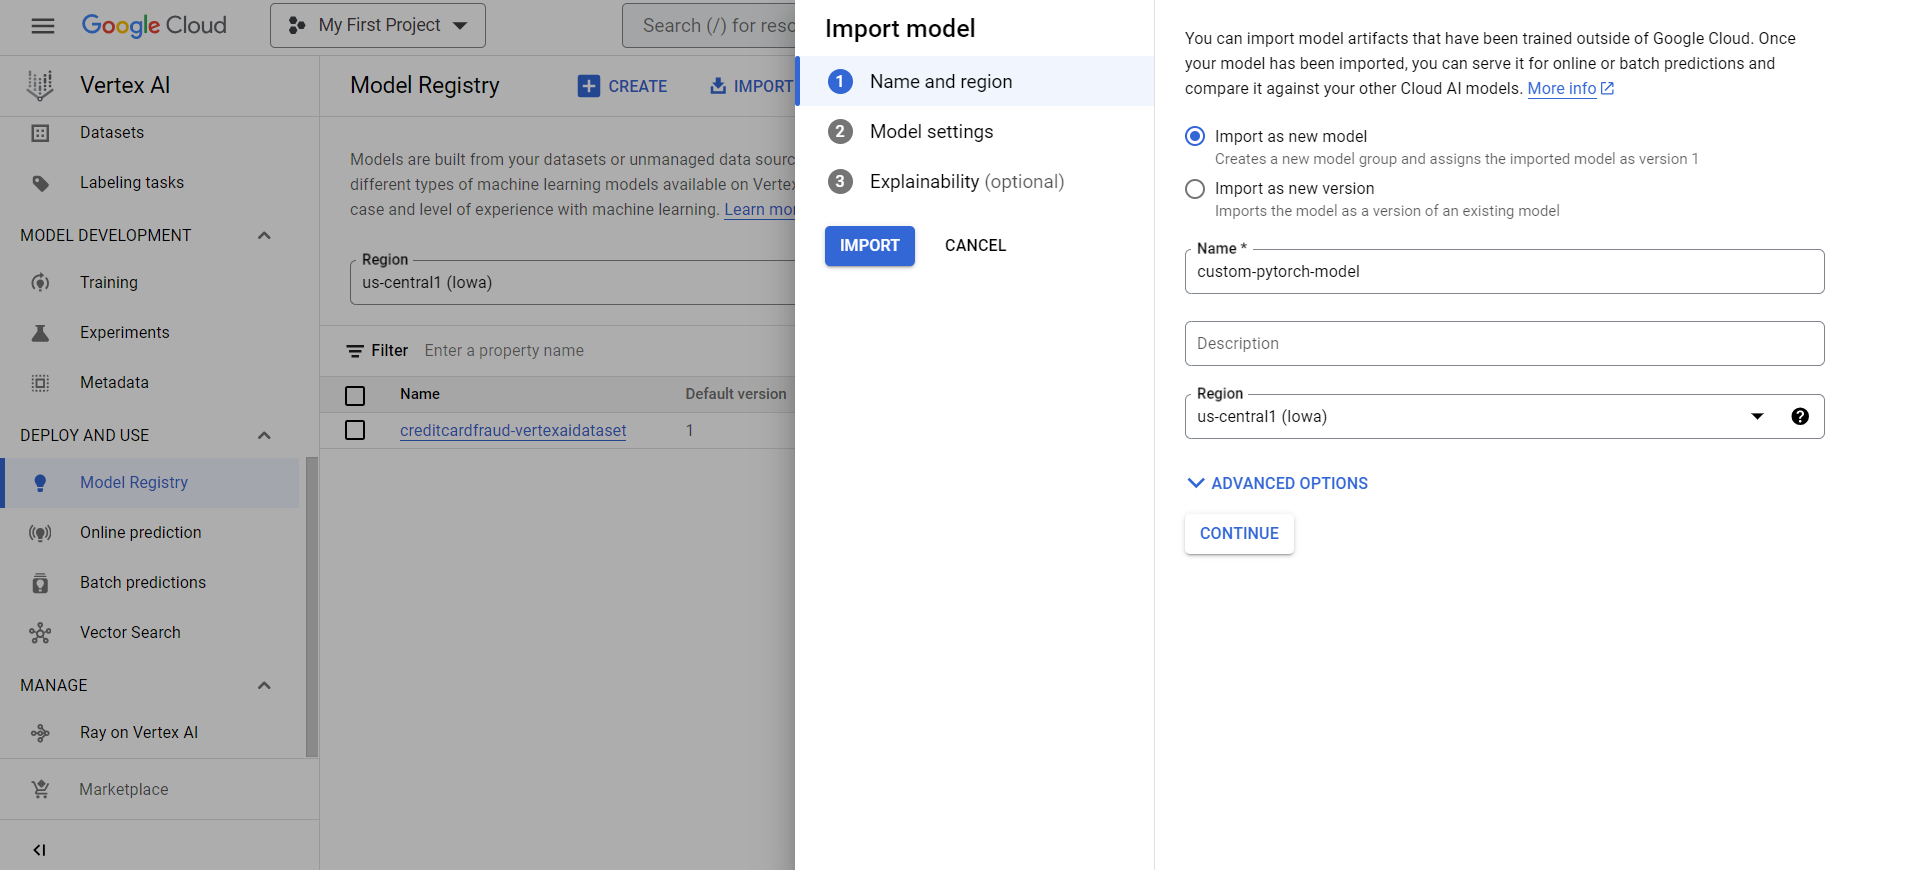 Google Cloud
My First Project
Search (/) for reso
Vertex AI
Datasets
Labeling tasks
MODEL DEVELOPMENT
Training
Experiments
Metadata
DEPLOY AND USE
Model Registry
Online prediction
Batch predictions
Vector Search
MANAGE
Ray on Vertex AI
Marketplace
Model Registry
CREATE
IMPORT
Models are built from your datasets or unmanaged data sourc
different types of machine learning models available on Vertex
case and level of experience with machine learning. Learn mor
Region
us-central1 (Iowa)
Filter Enter a property name
Name Default version
creditcardfraud-vertexaidataset 1
Import model
1 Name and region
2 Model settings
3 Explainability (optional)
IMPORT CANCEL
You can import model artifacts that have been trained outside of Google Cloud. Once
your model has been imported, you can serve it for online or batch predictions and
compare it against your other Cloud AI models. More info
Import as new model
Creates a new model group and assigns the imported model as version 1
Import as new version
Imports the model as a version of an existing model
Name *
custom-pytorch-model
Description
Region
us-central1 (Iowa)
ADVANCED OPTIONS
CONTINUE